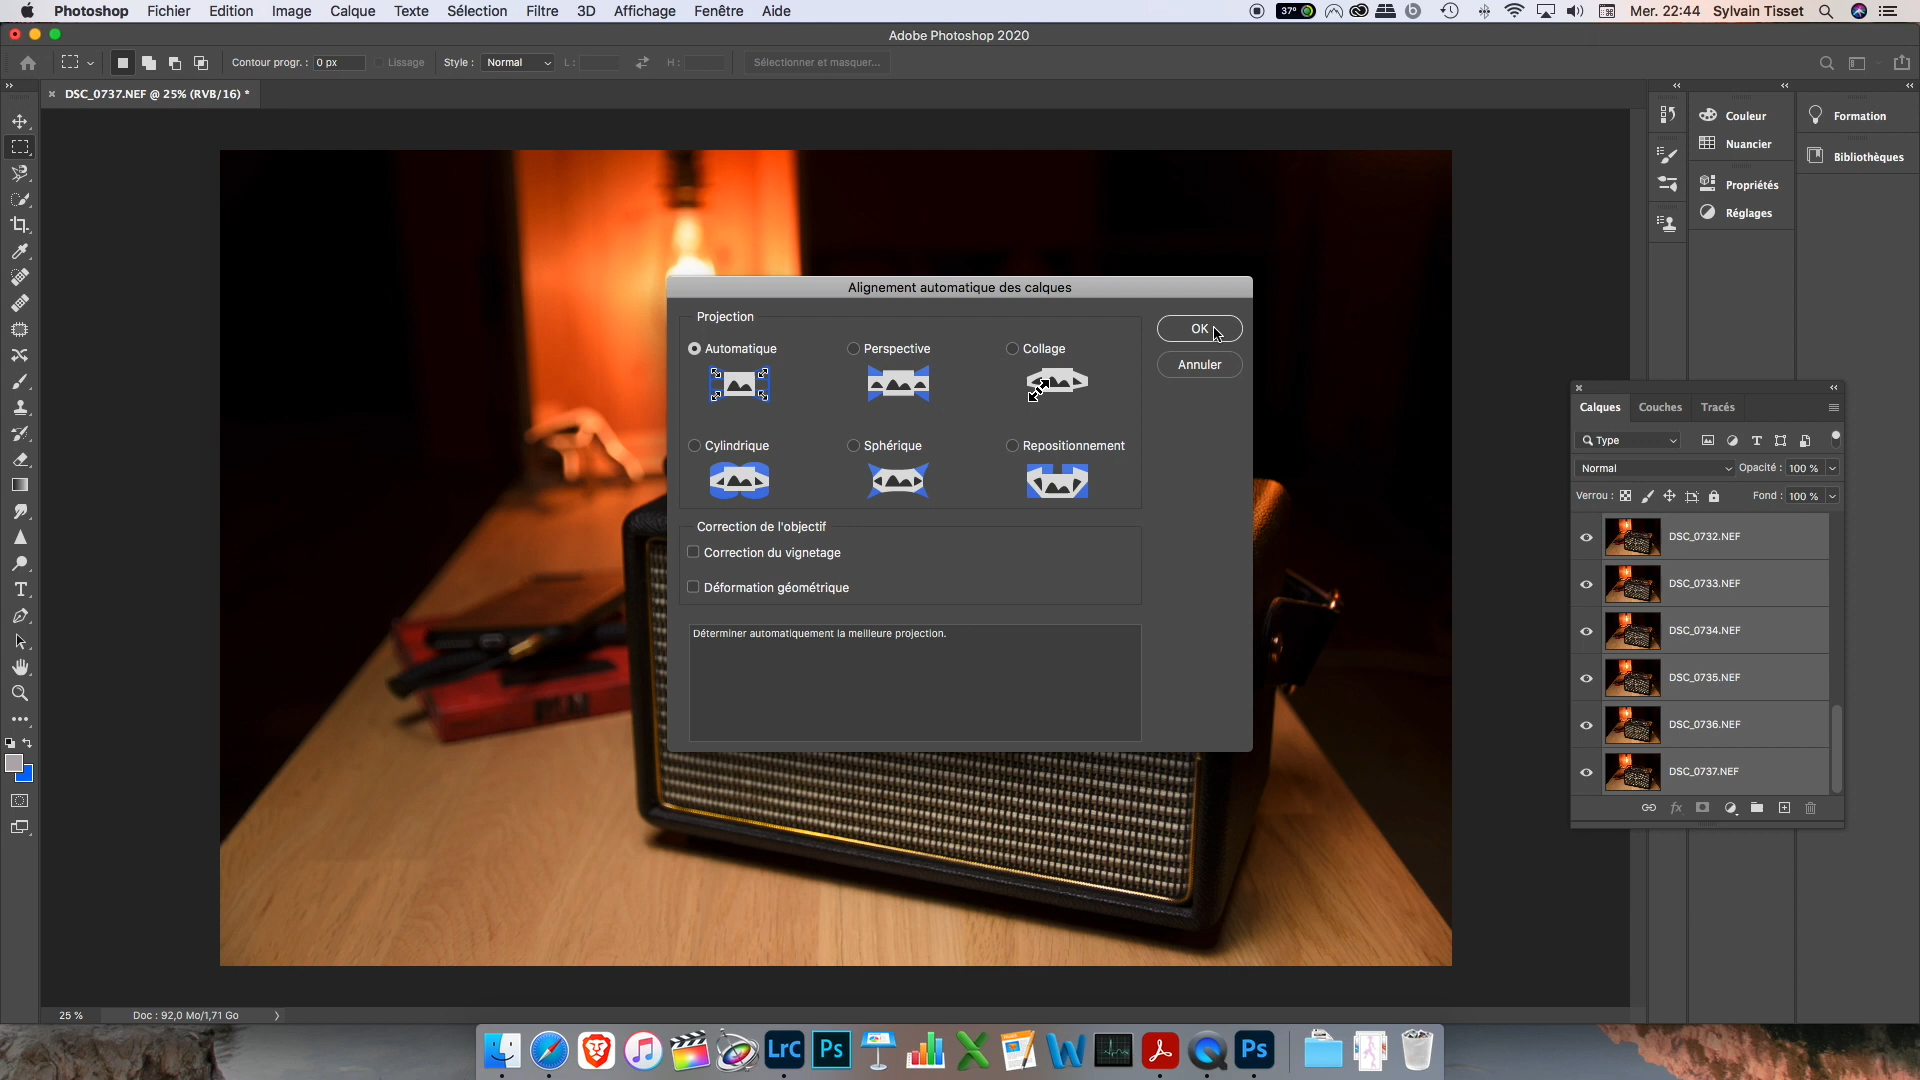 Photoshop Fichier Edition Image Calque Texte Sélection Filtre 3D Affichage Fenêtre Aide
37° Mer. 22:44 Sylvain Tisset
Adobe Photoshop 2020
Contour progr. : 0 px Lissage Style : Normal L : H : Sélectionner et masquer...
DSC_0737.NEF @ 25% (RVB/16) *
Couleur
Nuancier
Propriétés
Réglages
Formation
Bibliothèques
Alignement automatique des calques
Projection
Automatique Perspective Collage
Cylindrique Sphérique Repositionnement
OK
Annuler
Correction de l'objectif
Correction du vignetage
Déformation géométrique
Déterminer automatiquement la meilleure projection.
Calques Couches Tracés
Type
Normal Opacité : 100 %
Verrou : Fond : 100 %
DSC_0732.NEF
DSC_0733.NEF
DSC_0734.NEF
DSC_0735.NEF
DSC_0736.NEF
DSC_0737.NEF
fx
25 % Doc : 92,0 Mo/1,71 Go
LrC Ps Ps